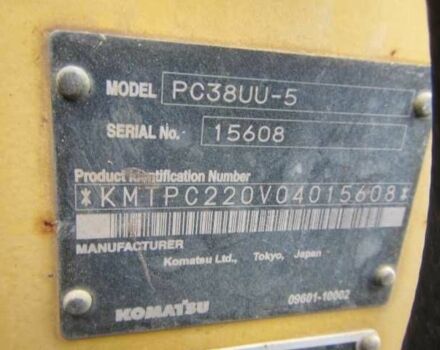 MODEL PC38UU-5
SERIAL No. 15608
Product Identification Number
*KMTPC220V04015608*
MANUFACTURER
Komatsu Ltd., Tokyo, Japan
KOMATSU 09601-10002